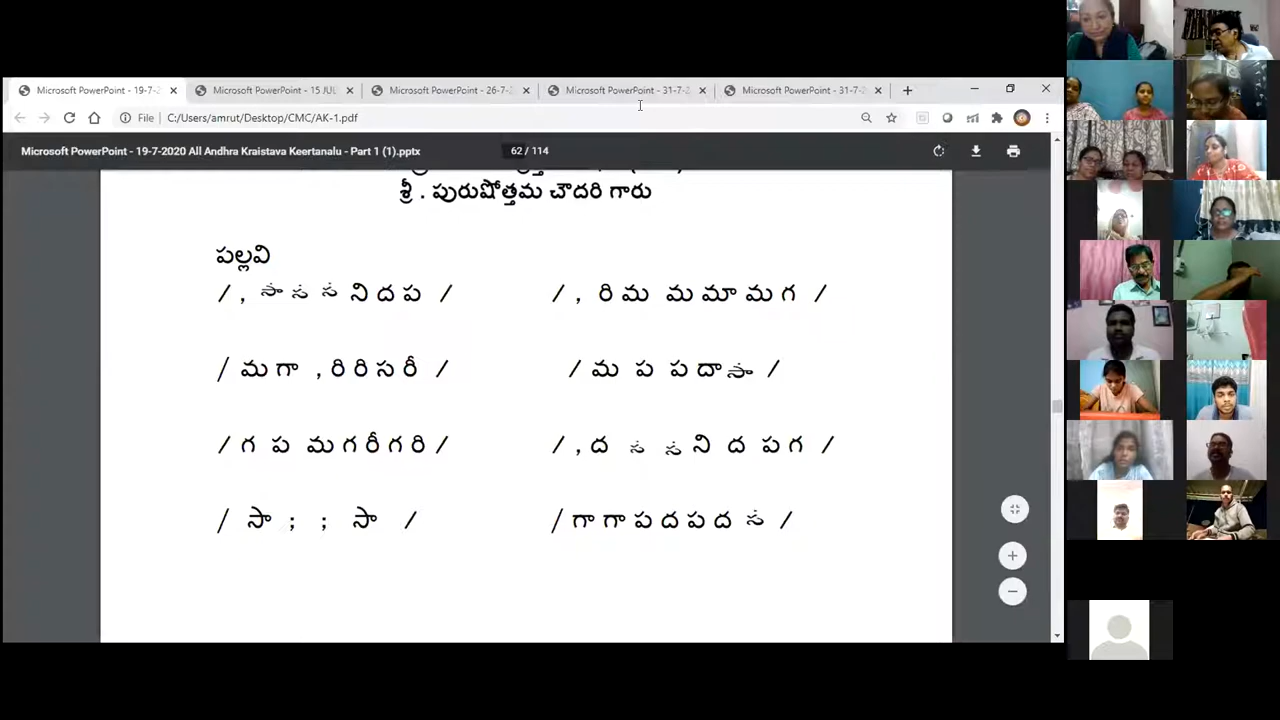 Microsoft PowerPoint - 19-7-2
Microsoft PowerPoint - 15 JUL
Microsoft PowerPoint - 26-7-2
Microsoft PowerPoint - 31-7-2
Microsoft PowerPoint - 31-7-2
File | C:/Users/amrut/Desktop/CMC/AK-1.pdf
Microsoft PowerPoint - 19-7-2020 All Andhra Kraistava Keertanalu - Part 1 (1).pptx 62 / 114
శ్రీ . పురుషోత్తమ చౌదరి గారు
పల్లవి
/ , సాం సం సం ని ద ప / / , రి మ మ మా మ గ /
/ మ గా , రి రి స రీ / / మ ప ప దా సాం /
/ గ ప మ గ రీ గ రి / / , ద సం సం ని ద ప గ /
/ సా ; ; సా / / గా గా ప ద ప ద సం /